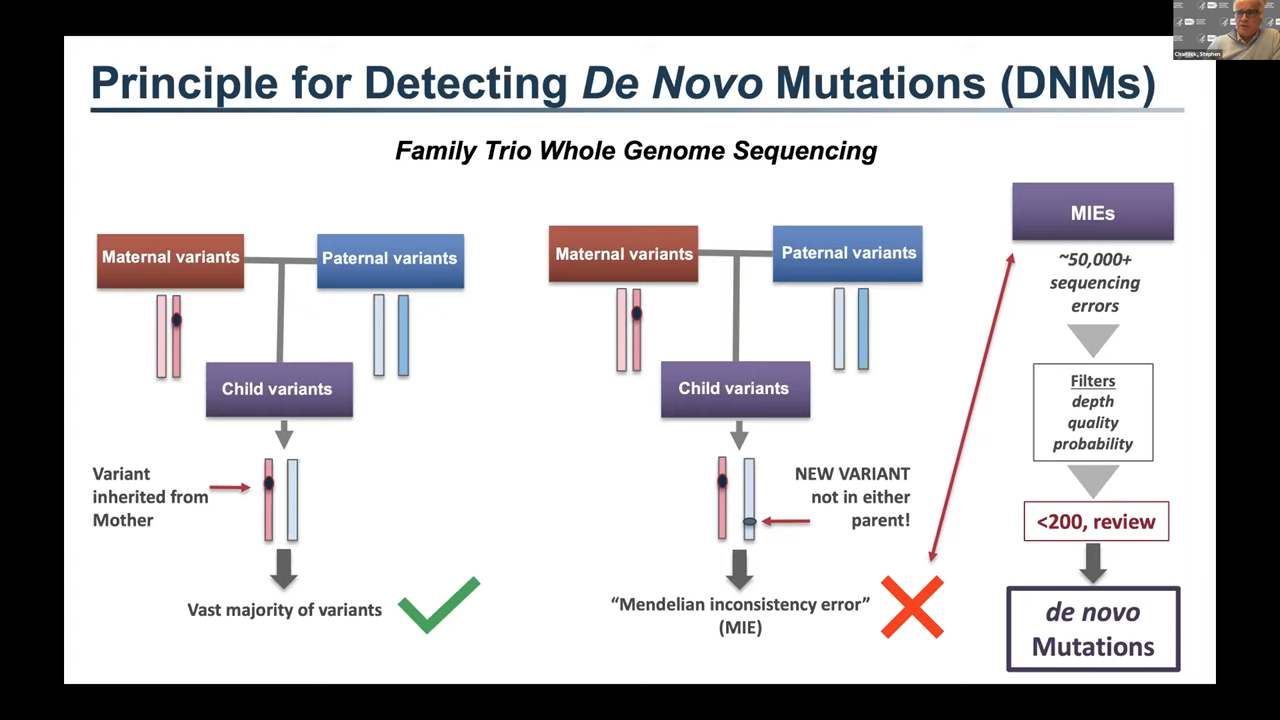 Principle for Detecting De Novo Mutations (DNMs)
Family Trio Whole Genome Sequencing
Maternal variants
Paternal variants
Child variants
Variant
inherited from
Mother
Vast majority of variants
Maternal variants
Paternal variants
Child variants
NEW VARIANT
not in either
parent!
“Mendelian inconsistency error”
(MIE)
MIEs
~50,000+
sequencing
errors
Filters
depth
quality
probability
<200, review
de novo
Mutations